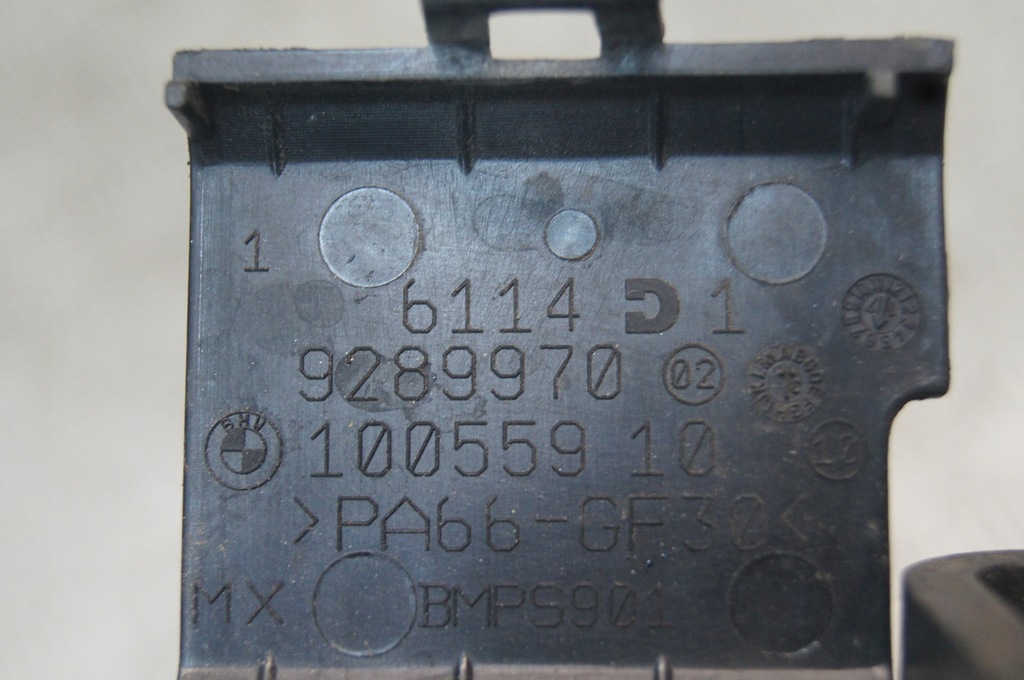 1
6114 1
9289970 02
BMW 100559 10
>PA66-GF30<
MX BMPS901